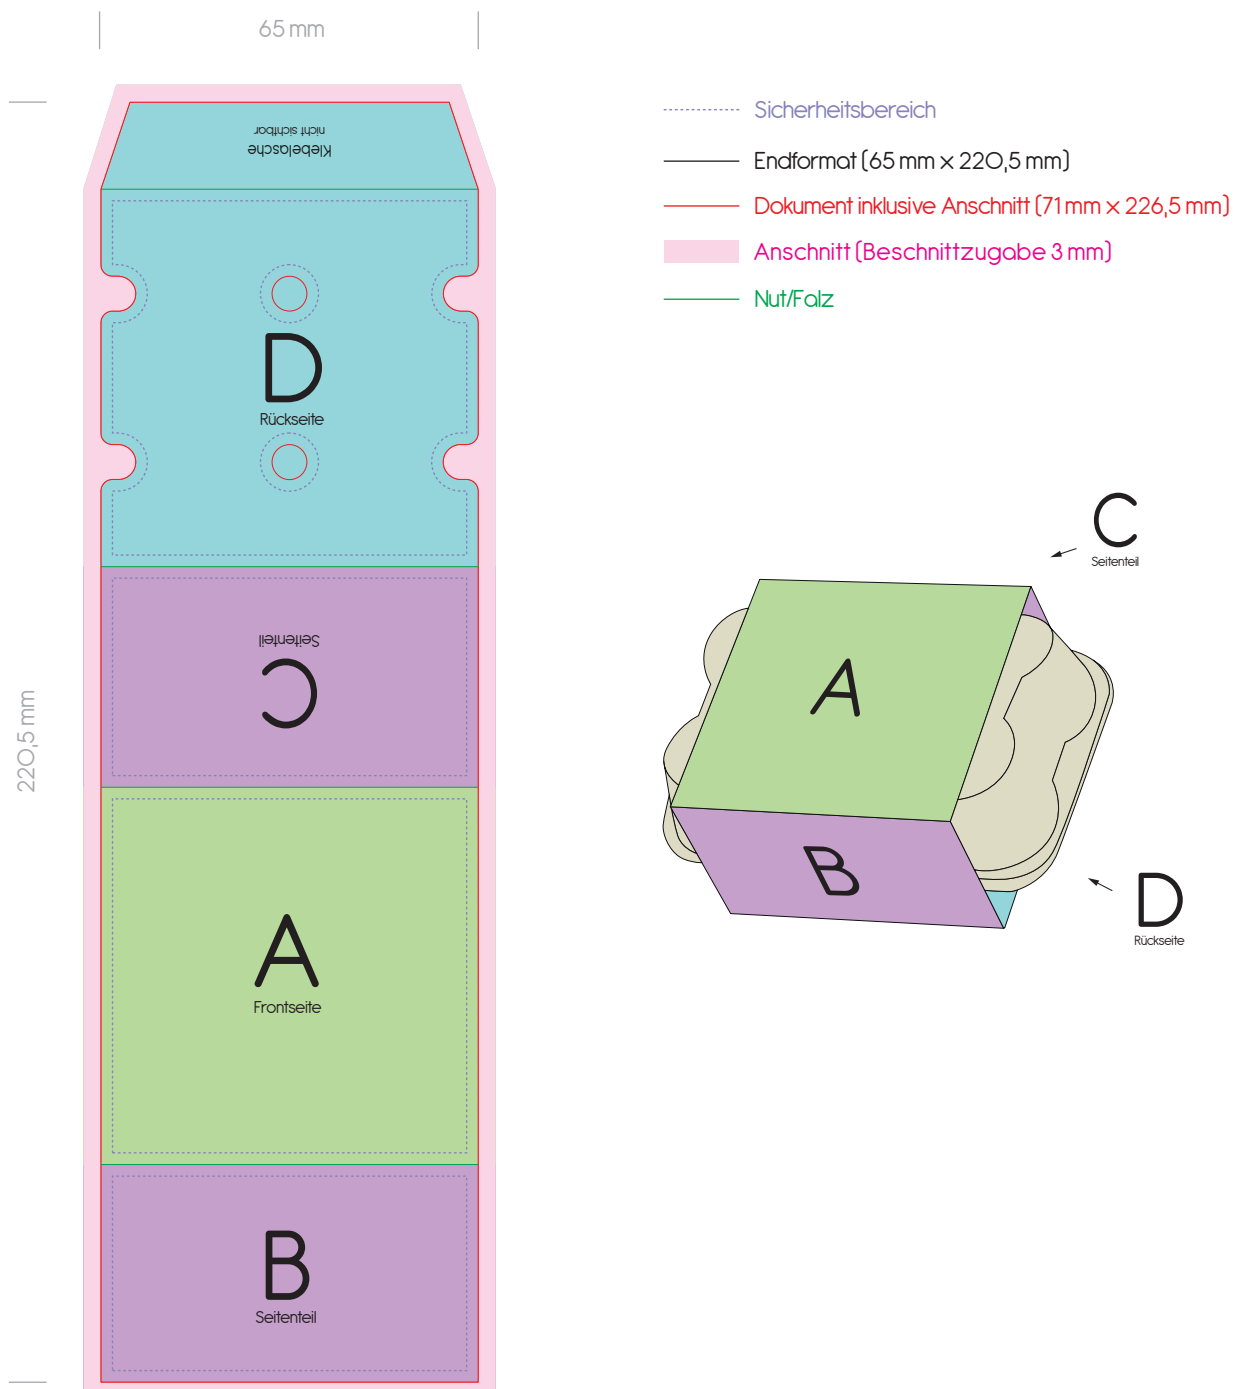 65 mm
220,5 mm
nicht sichtbar
Klebelasche
D
Rückseite
Seitenteil
C
A
Frontseite
B
Seitenteil
Sicherheitsbereich
Endformat (65 mm x 220,5 mm)
Dokument inklusive Anschnitt (71 mm x 226,5 mm)
Anschnitt (Beschnittzugabe 3 mm)
Nut/Falz
C
Seitenteil
A
B
D
Rückseite